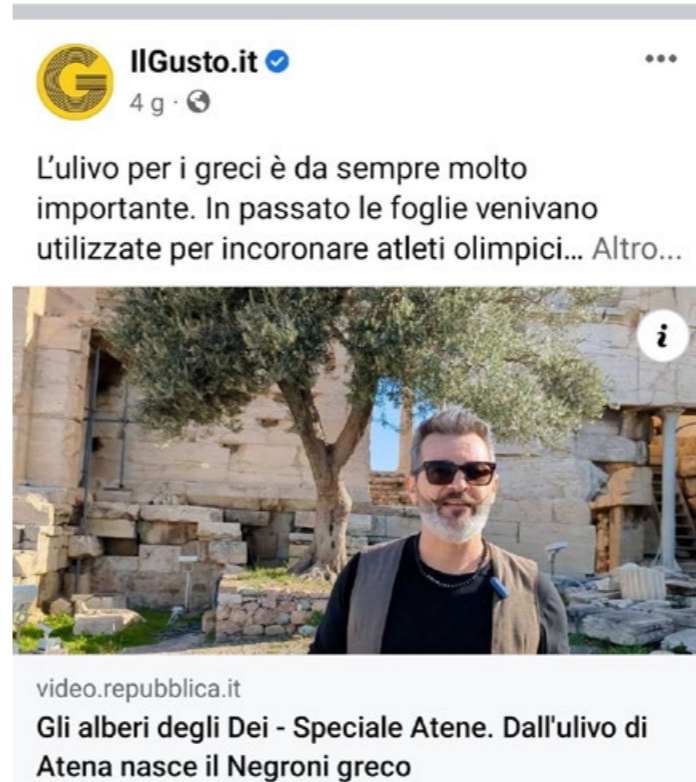 IlGusto.it
4 g
L'ulivo per i greci è da sempre molto
importante. In passato le foglie venivano
utilizzate per incoronare atleti olimpici... Altro...
video.repubblica.it
Gli alberi degli Dei - Speciale Atene. Dall'ulivo di
Atena nasce il Negroni greco